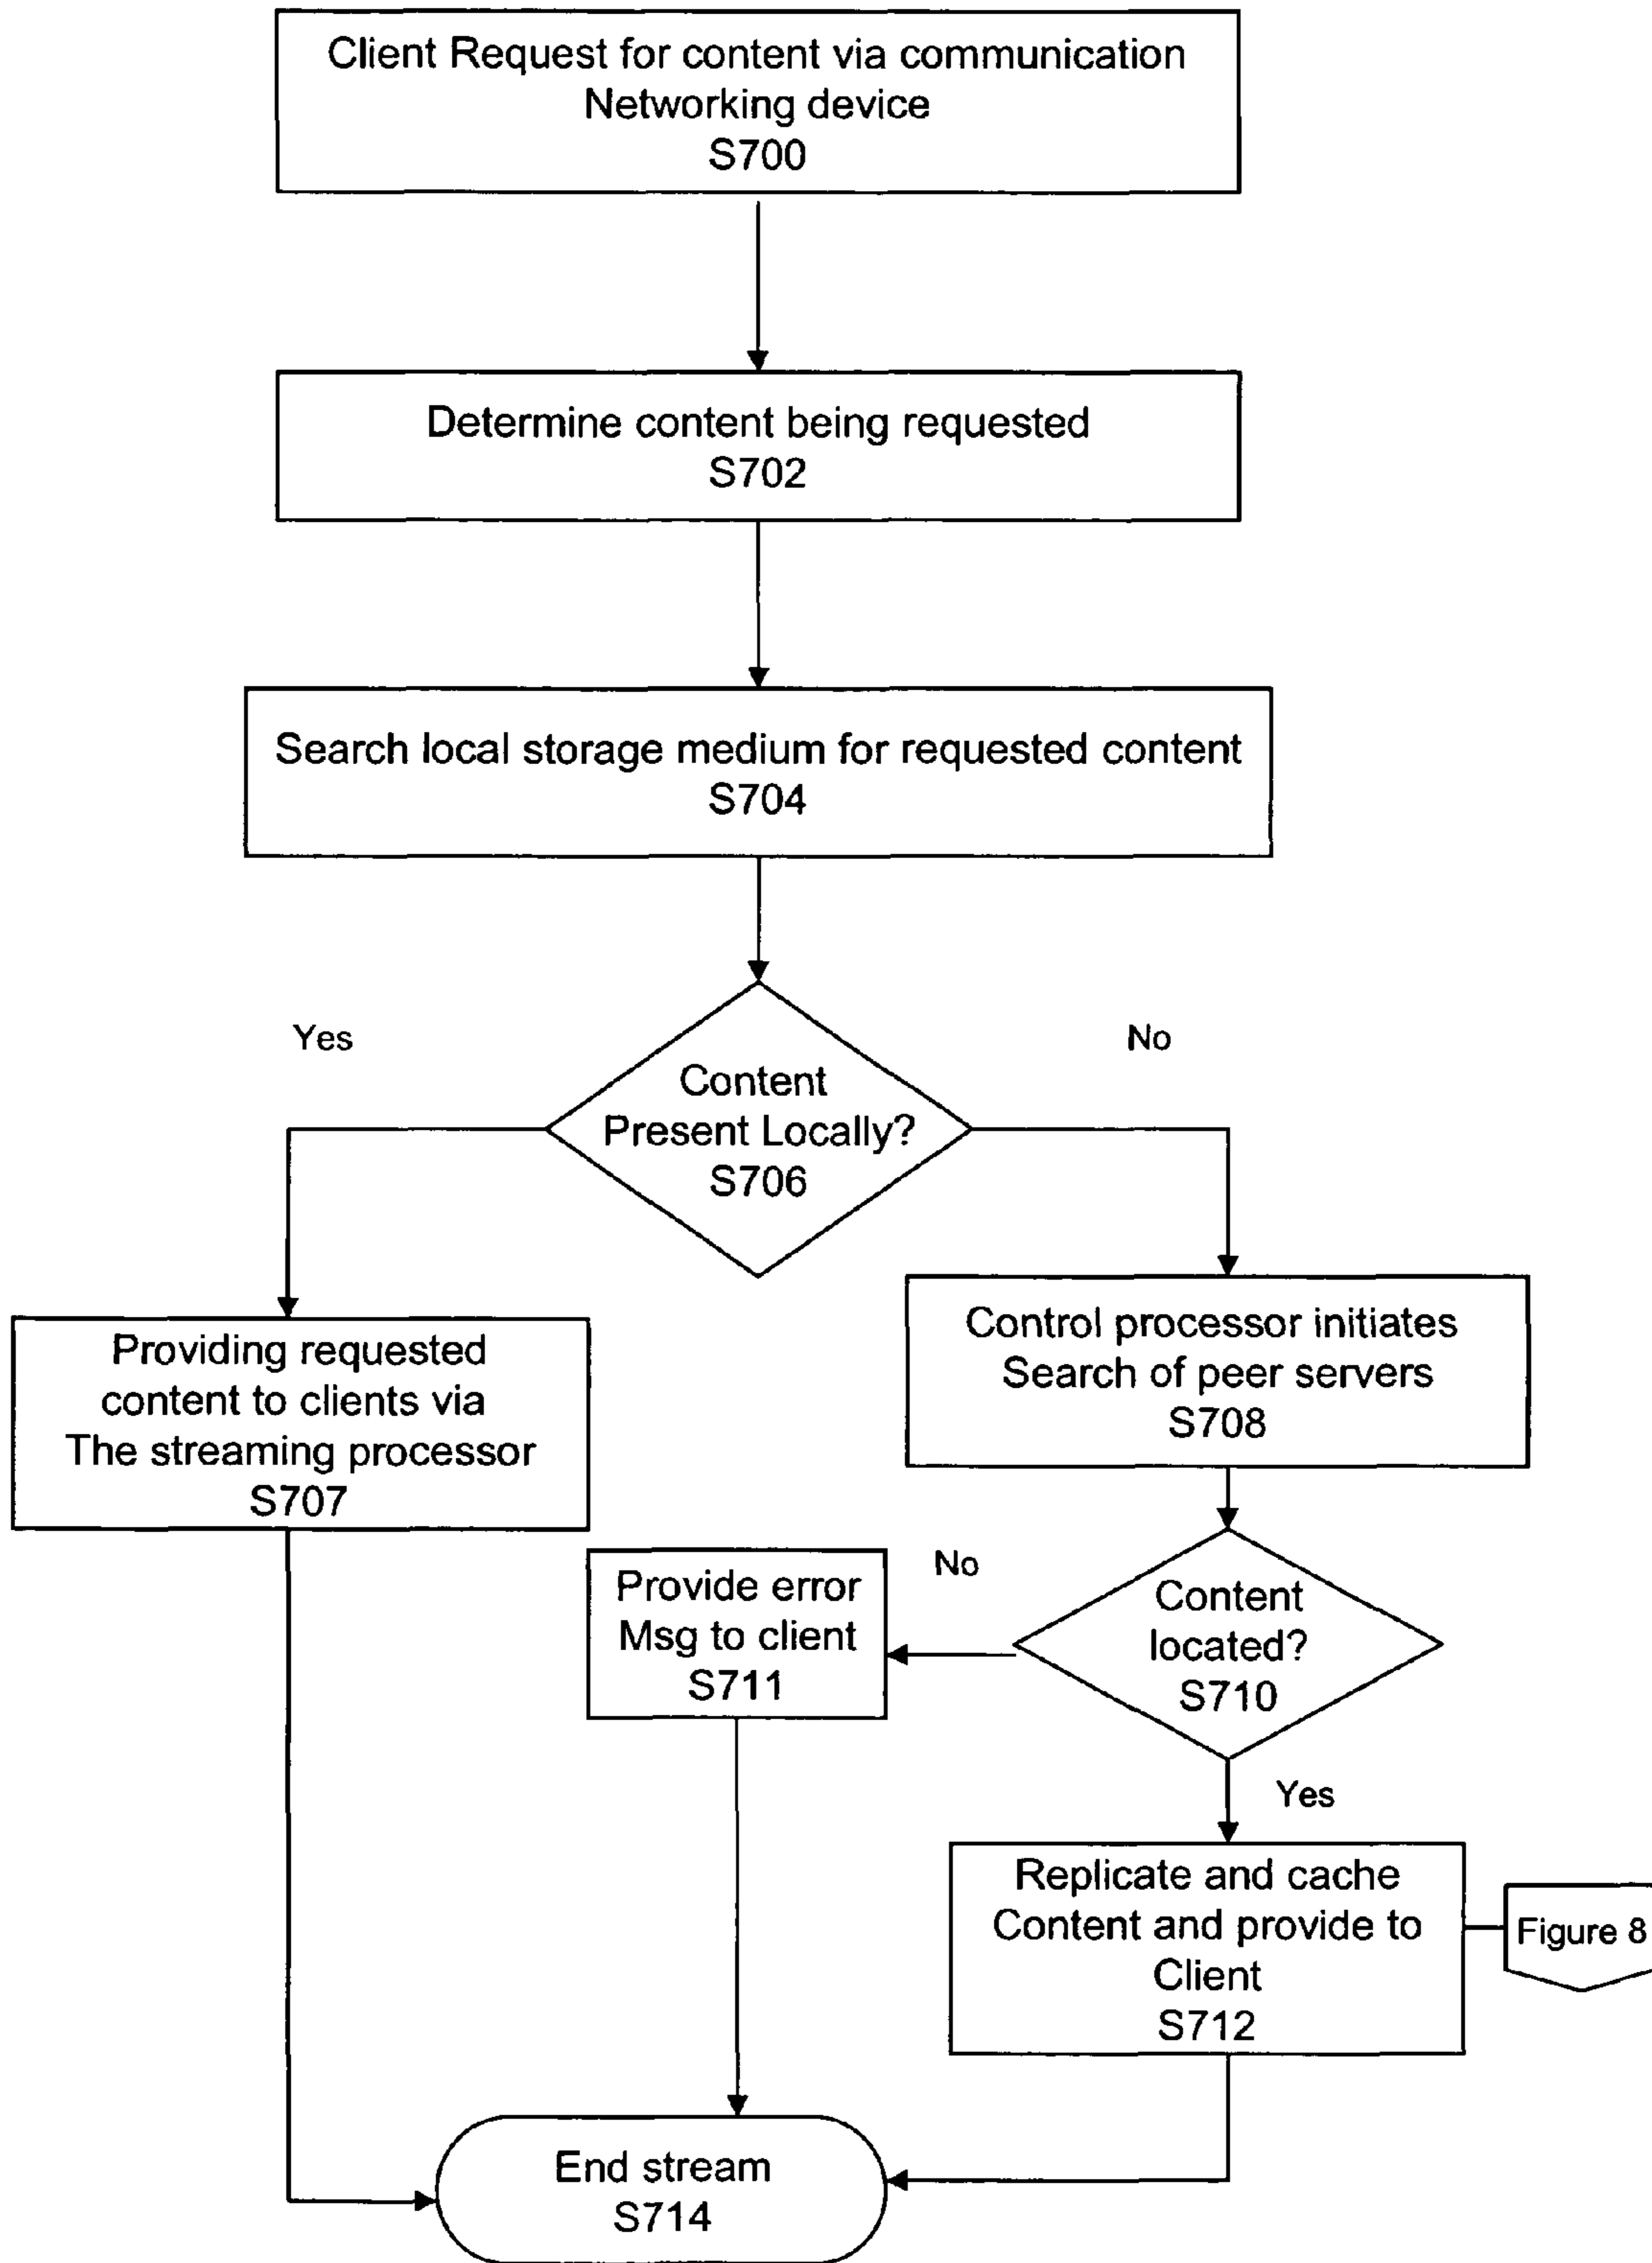 Client Request for content via communication
Networking device
S700
Determine content being requested
S702
Search local storage medium for requested content
S704
Yes
No
Content
Present Locally?
S706
Providing requested
content to clients via
The streaming processor
S707
Control processor initiates
Search of peer servers
S708
No
Provide error
Msg to client
S711
Content
located?
S710
Yes
Replicate and cache
Content and provide to
Client
S712
Figure 8
End stream
S714